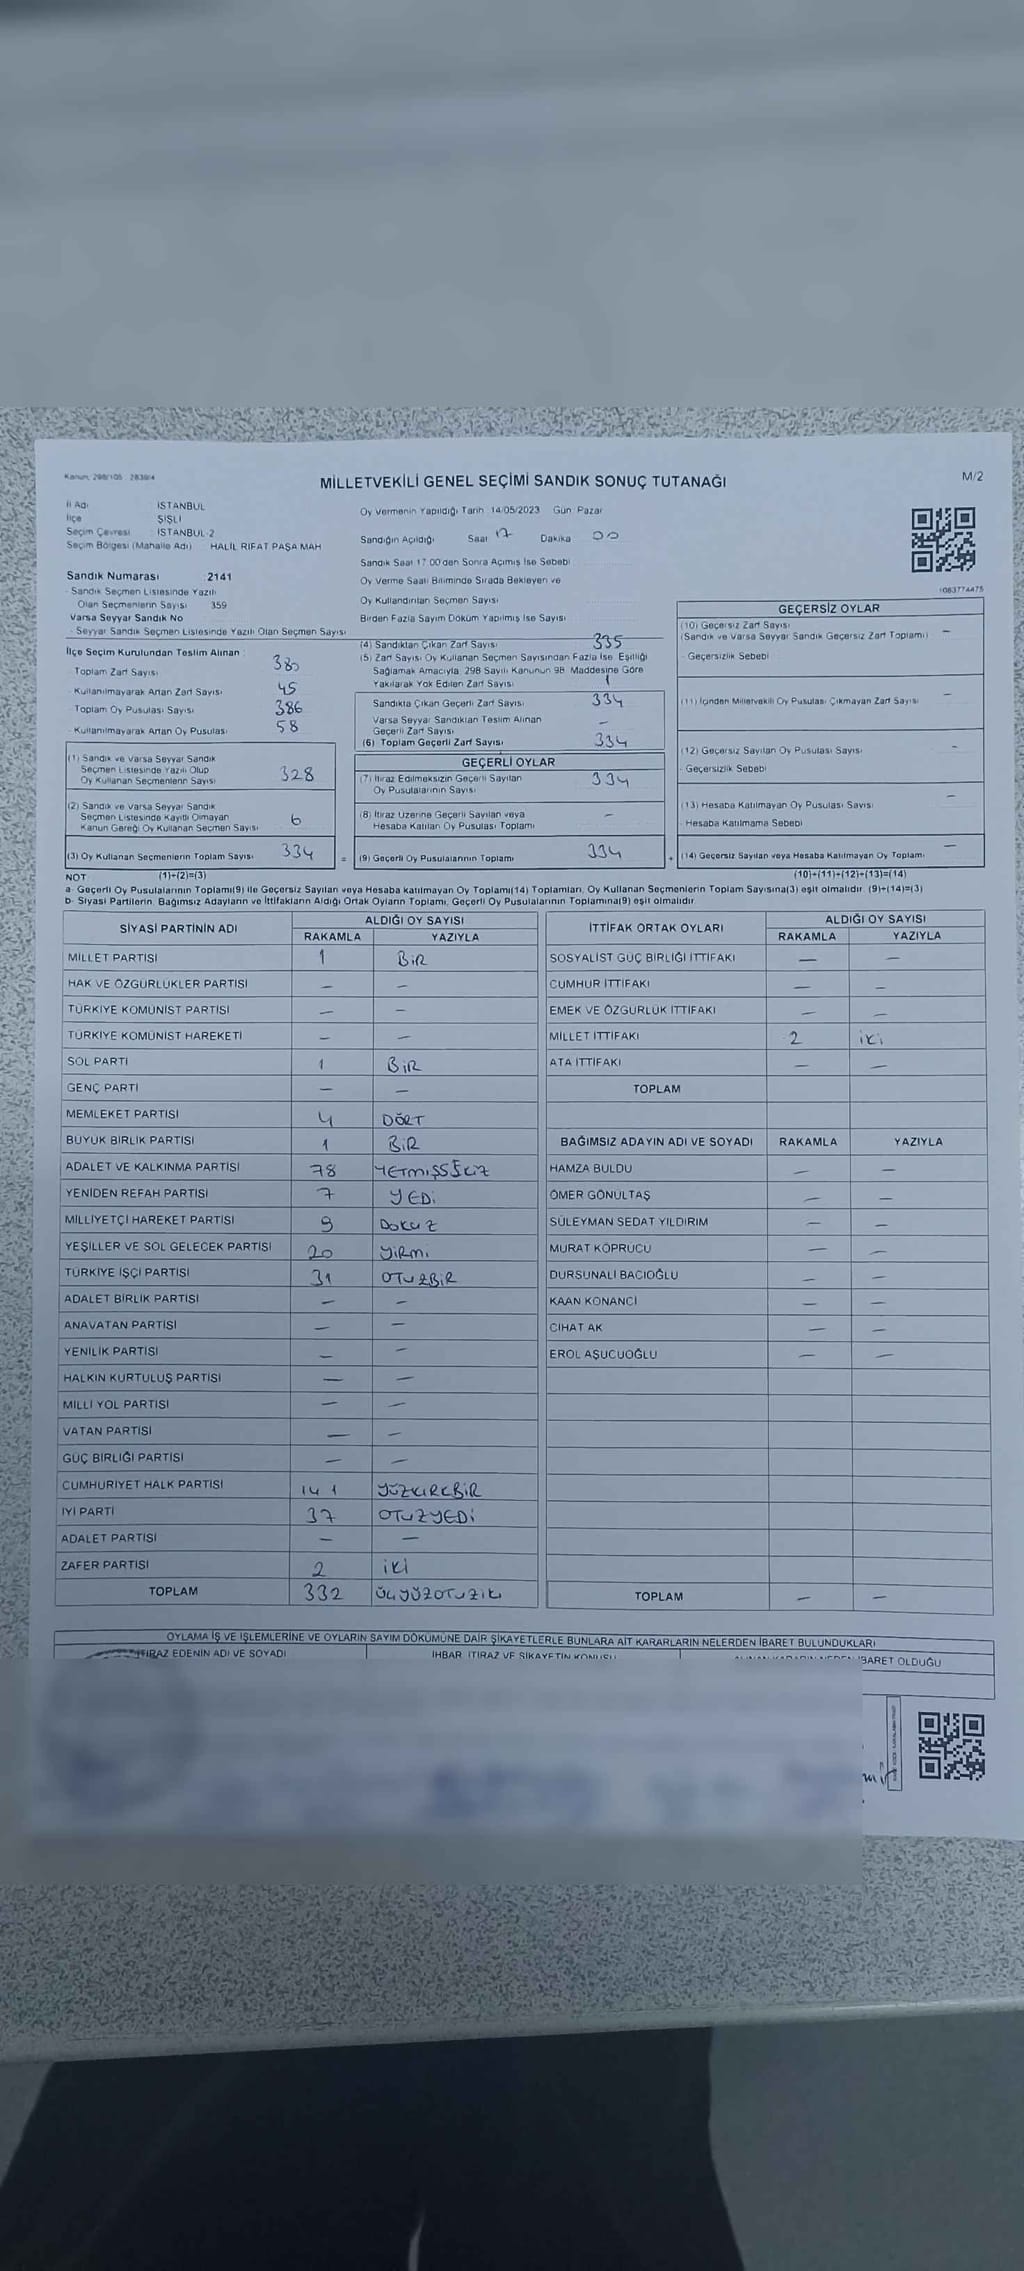 Kanun: 298/105 2839/4
MİLLETVEKİLİ GENEL SEÇİMİ SANDIK SONUÇ TUTANAĞI
M/2
İl Adı İSTANBUL
İlçe ŞİŞLİ
Seçim Çevresi İSTANBUL-2
Seçim Bölgesi (Mahalle Adı) HALİL RIFAT PAŞA MAH
Oy Vermenin Yapıldığı Tarih: 14/05/2023 Gün: Pazar
Sandığın Açıldığı Saat 17 Dakika 00
Sandık Saat 17:00'den Sonra Açılmış İse Sebebi
Oy Verme Saati Bitiminde Sırada Bekleyen ve
Oy Kullandırılan Seçmen Sayısı
Birden Fazla Sayım Döküm Yapılmış İse Sayısı
1083774475
Sandık Numarası 2141
- Sandık Seçmen Listesinde Yazılı
Olan Seçmenlerin Sayısı 359
Varsa Seyyar Sandık No
- Seyyar Sandık Seçmen Listesinde Yazılı Olan Seçmen Sayısı
İlçe Seçim Kurulundan Teslim Alınan :
- Toplam Zarf Sayısı 380
- Kullanılmayarak Artan Zarf Sayısı 45
- Toplam Oy Pusulası Sayısı 386
- Kullanılmayarak Artan Oy Pusulası 58
(1) Sandık ve Varsa Seyyar Sandık
Seçmen Listesinde Yazılı Olup
Oy Kullanan Seçmenlerin Sayısı 328
(2) Sandık ve Varsa Seyyar Sandık
Seçmen Listesinde Kayıtlı Olmayan
Kanun Gereği Oy Kullanan Seçmen Sayısı 6
(3) Oy Kullanan Seçmenlerin Toplam Sayısı 334
(4) Sandıktan Çıkan Zarf Sayısı 335
(5) Zarf Sayısı Oy Kullanan Seçmen Sayısından Fazla İse Eşitliği
Sağlamak Amacıyla 298 Sayılı Kanunun 98. Maddesine Göre
Yakılarak Yok Edilen Zarf Sayısı 1
Sandıkta Çıkan Geçerli Zarf Sayısı 334
Varsa Seyyar Sandıktan Teslim Alınan
Geçerli Zarf Sayısı –
(6) Toplam Geçerli Zarf Sayısı 334
GEÇERLİ OYLAR
(7) İtiraz Edilmeksizin Geçerli Sayılan
Oy Pusulalarının Sayısı 334
(8) İtiraz Üzerine Geçerli Sayılan veya
Hesaba Katılan Oy Pusulası Toplamı –
= (9) Geçerli Oy Pusulalarının Toplamı 334
GEÇERSİZ OYLAR
(10) Geçersiz Zarf Sayısı
(Sandık ve Varsa Seyyar Sandık Geçersiz Zarf Toplamı) –
- Geçersizlik Sebebi
(11) İçinden Milletvekili Oy Pusulası Çıkmayan Zarf Sayısı –
(12) Geçersiz Sayılan Oy Pusulası Sayısı –
- Geçersizlik Sebebi
(13) Hesaba Katılmayan Oy Pusulası Sayısı –
- Hesaba Katılmama Sebebi
+ (14) Geçersiz Sayılan veya Hesaba Katılmayan Oy Toplamı –
NOT (1)+(2)=(3) (10)+(11)+(12)+(13)=(14)
a- Geçerli Oy Pusulalarının Toplamı(9) ile Geçersiz Sayılan veya Hesaba katılmayan Oy Toplamı(14) Toplamları, Oy Kullanan Seçmenlerin Toplam Sayısına(3) eşit olmalıdır. (9)+(14)=(3)
b- Siyasi Partilerin, Bağımsız Adayların ve İttifakların Aldığı Ortak Oyların Toplamı, Geçerli Oy Pusulalarının Toplamına(9) eşit olmalıdır
SİYASİ PARTİNİN ADI ALDIĞI OY SAYISI
RAKAMLA YAZIYLA
MİLLET PARTİSİ 1 BİR
HAK VE ÖZGÜRLÜKLER PARTİSİ – –
TÜRKİYE KOMÜNİST PARTİSİ – –
TÜRKİYE KOMÜNİST HAREKETİ – –
SOL PARTİ 1 BİR
GENÇ PARTİ – –
MEMLEKET PARTİSİ 4 DÖRT
BÜYÜK BİRLİK PARTİSİ 1 BİR
ADALET VE KALKINMA PARTİSİ 78 YETMİŞSEKİZ
YENİDEN REFAH PARTİSİ 7 YEDİ
MİLLİYETÇİ HAREKET PARTİSİ 9 DOKUZ
YEŞİLLER VE SOL GELECEK PARTİSİ 20 YİRMİ
TÜRKİYE İŞÇİ PARTİSİ 31 OTUZBİR
ADALET BİRLİK PARTİSİ – –
ANAVATAN PARTİSİ – –
YENİLİK PARTİSİ – –
HALKIN KURTULUŞ PARTİSİ – –
MİLLİ YOL PARTİSİ – –
VATAN PARTİSİ – –
GÜÇ BİRLİĞİ PARTİSİ – –
CUMHURİYET HALK PARTİSİ 141 YÜZKIRKBİR
İYİ PARTİ 37 OTUZYEDİ
ADALET PARTİSİ – –
ZAFER PARTİSİ 2 İKİ
TOPLAM 332 ÜÇYÜZOTUZİKİ
İTTİFAK ORTAK OYLARI ALDIĞI OY SAYISI
RAKAMLA YAZIYLA
SOSYALİST GÜÇ BİRLİĞİ İTTİFAKI – –
CUMHUR İTTİFAKI – –
EMEK VE ÖZGÜRLÜK İTTİFAKI – –
MİLLET İTTİFAKI 2 İKİ
ATA İTTİFAKI – –
TOPLAM
BAĞIMSIZ ADAYIN ADI VE SOYADI RAKAMLA YAZIYLA
HAMZA BULDU – –
ÖMER GÖNÜLTAŞ – –
SÜLEYMAN SEDAT YILDIRIM – –
MURAT KÖPRÜCÜ – –
DURSUNALİ BACIOĞLU – –
KAAN KONANÇ – –
CİHAT AK – –
EROL AŞUCUOĞLU – –
TOPLAM – –
OYLAMA İŞ VE İŞLEMLERİNE VE OYLARIN SAYIM DÖKÜMÜNE DAİR ŞİKAYETLERLE BUNLARA AİT KARARLARIN NELERDEN İBARET BULUNDUKLARI
İTİRAZ EDENİN ADI VE SOYADI İHBAR, İTİRAZ VE ŞİKAYETİN KONUSU İBARET OLDUĞU